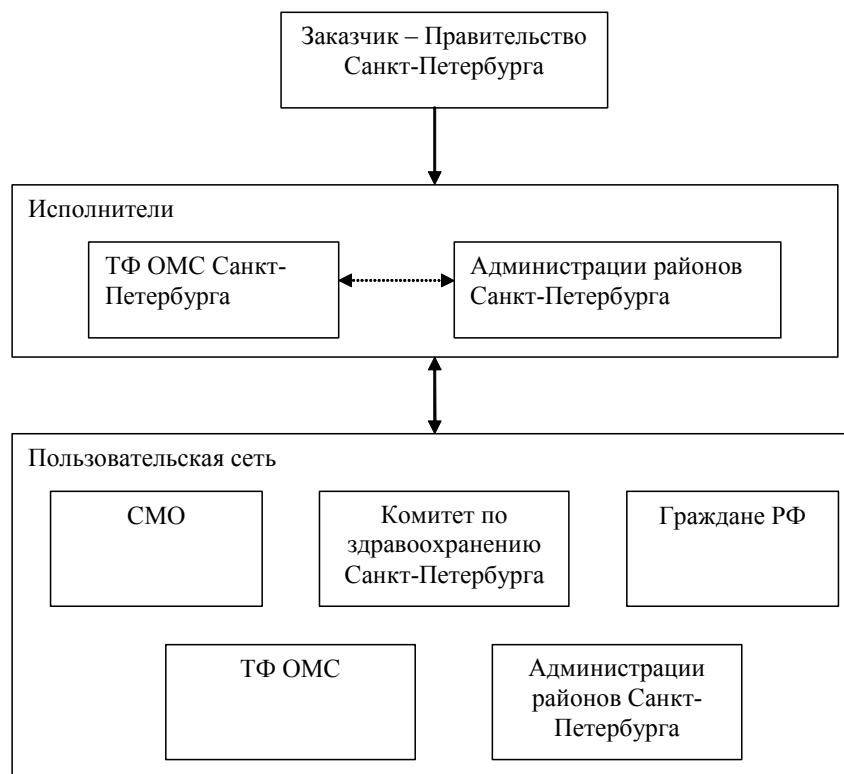 Заказчик – Правительство
Санкт-Петербурга
Исполнители
ТФ ОМС Санкт-
Петербурга
Администрации районов
Санкт-Петербурга
Пользовательская сеть
СМО
Комитет по
здравоохранению
Санкт-Петербурга
Граждане РФ
ТФ ОМС
Администрации
районов Санкт-
Петербурга